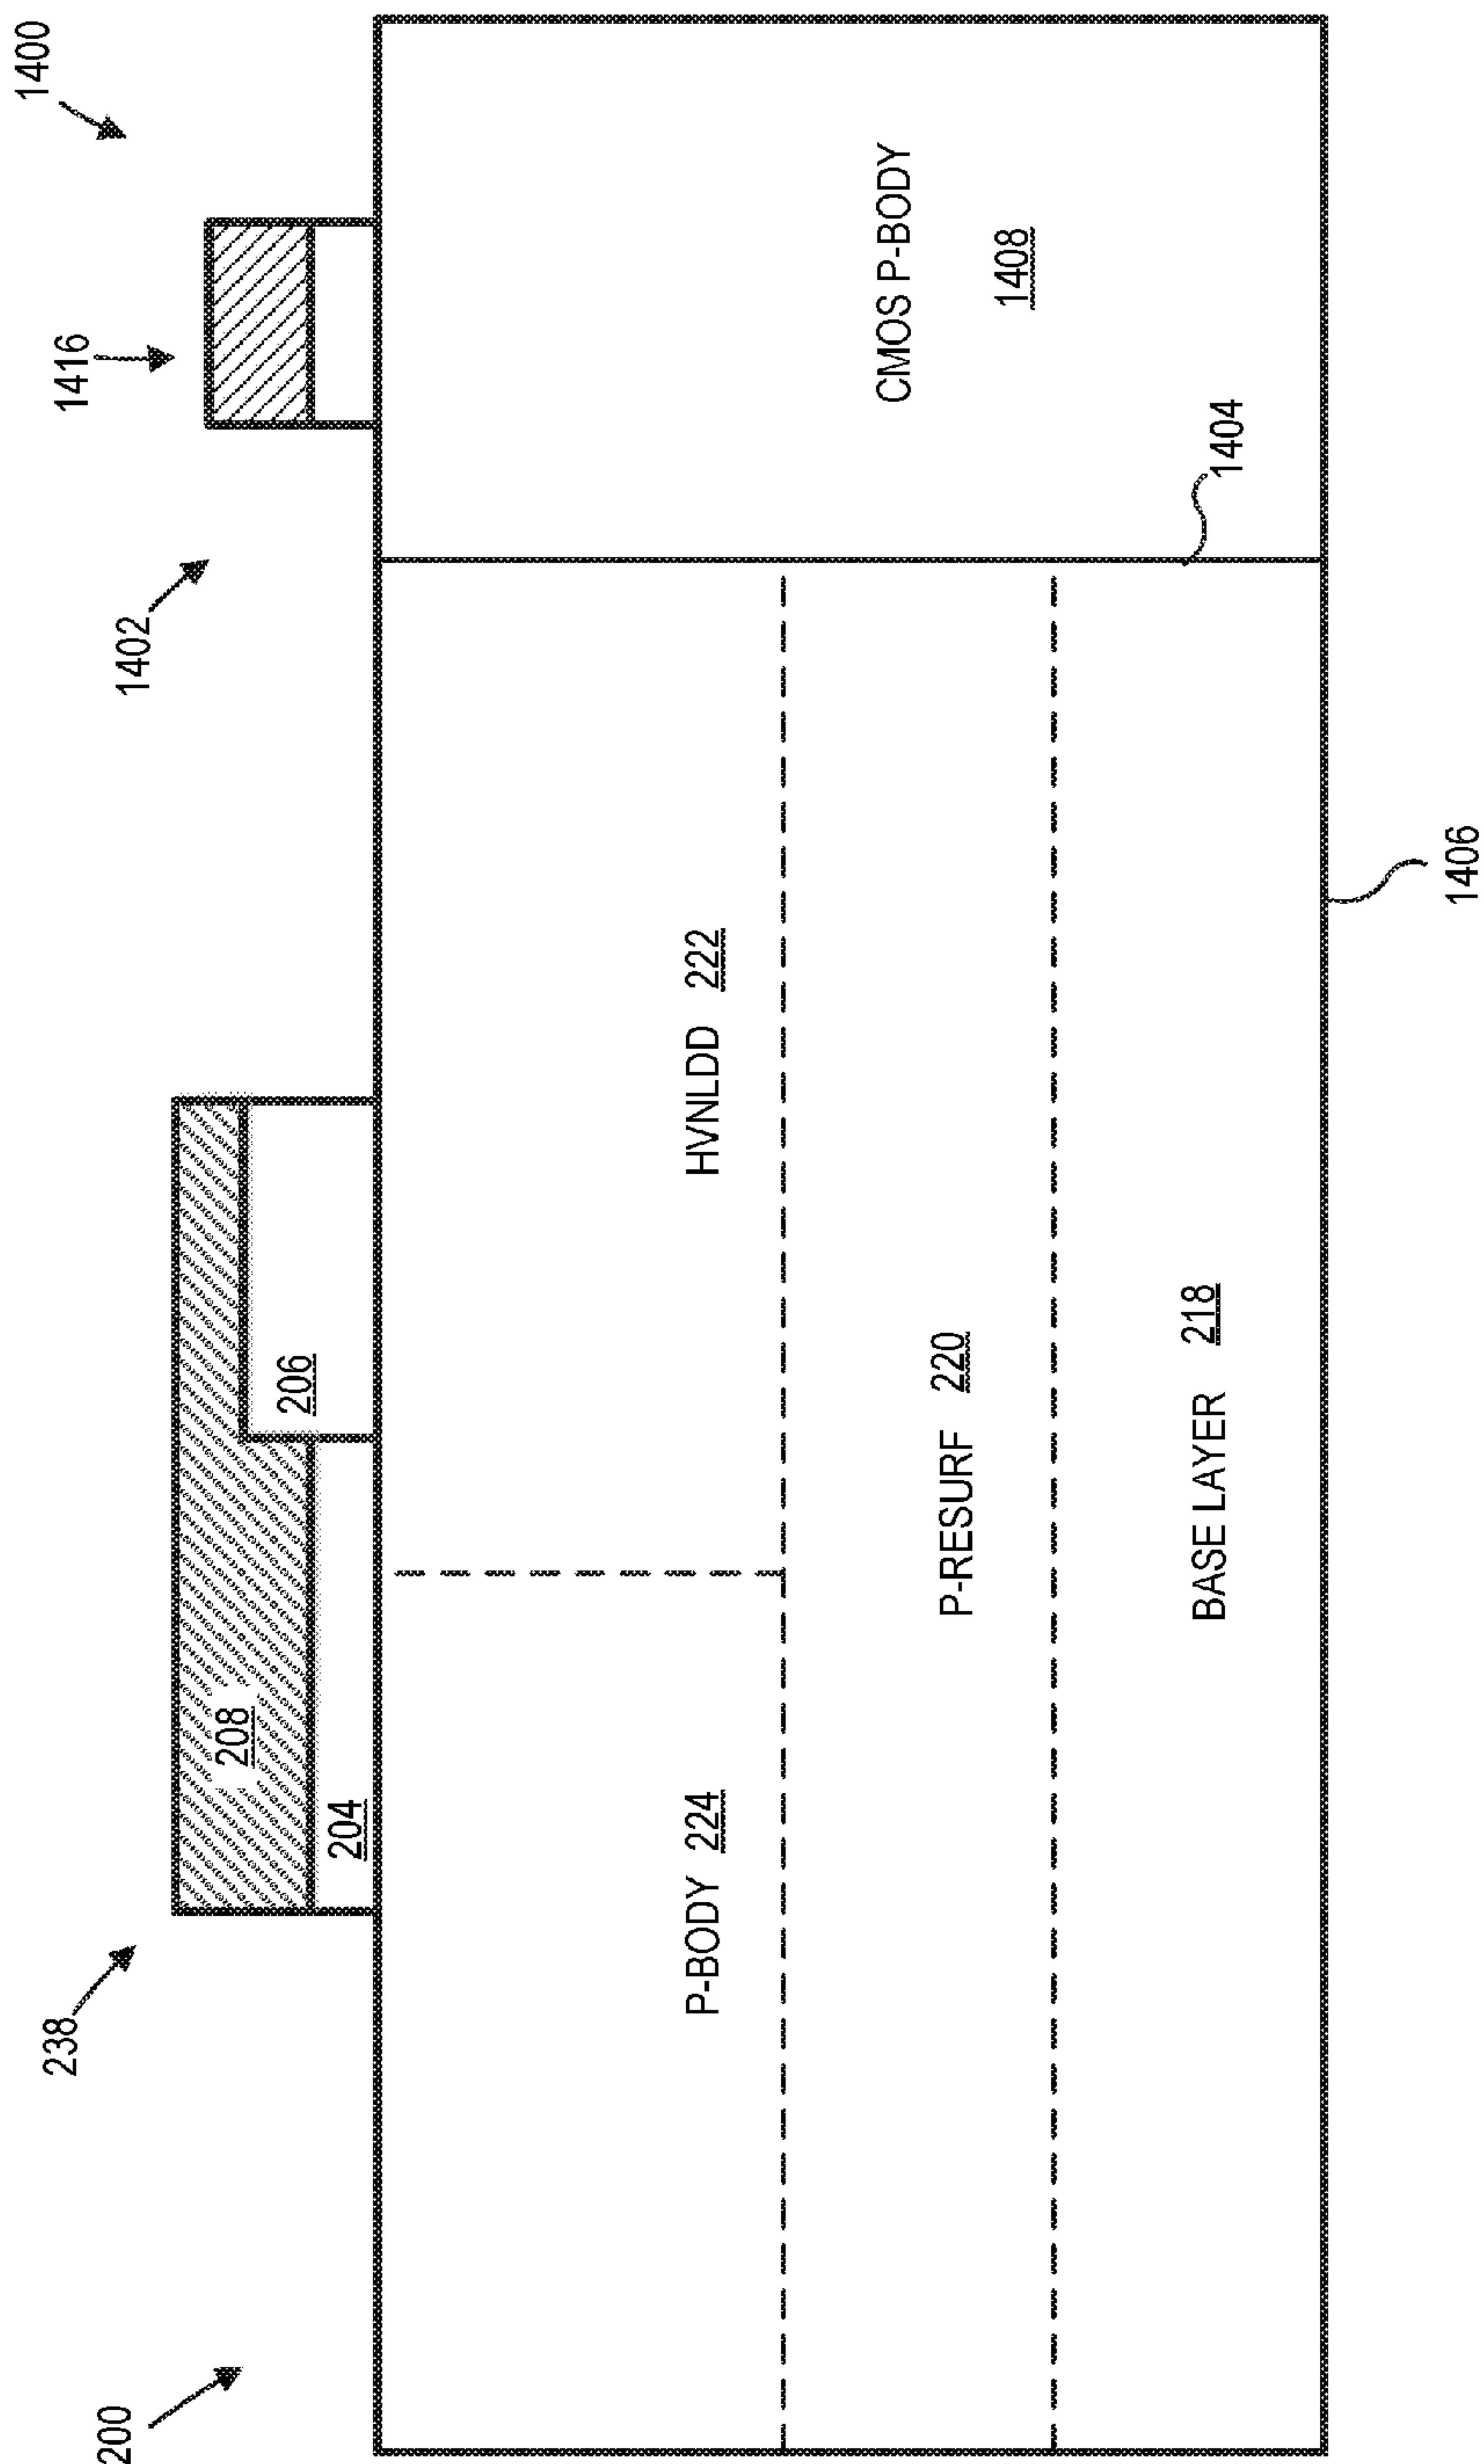 1400
238
1416
200
1402
208
206
204
P-BODY 224
HVNLDD 222
CMOS P-BODY
1408
P-RESURF 220
BASE LAYER 218
1404
1406